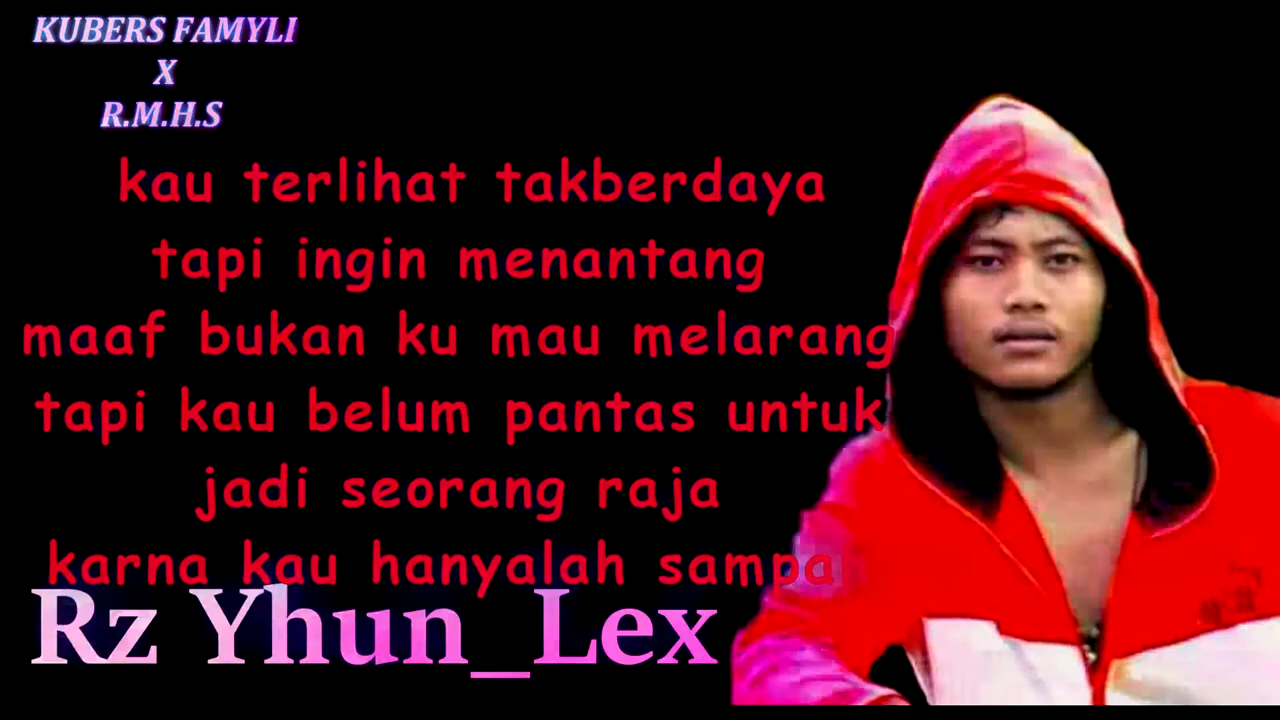 KUBERS FAMYLI
X
R.M.H.S
kau terlihat takberdaya
tapi ingin menantang
maaf bukan ku mau melarang
tapi kau belum pantas untuk
jadi seorang raja
karna kau hanyalah sampah
Rz Yhun_Lex